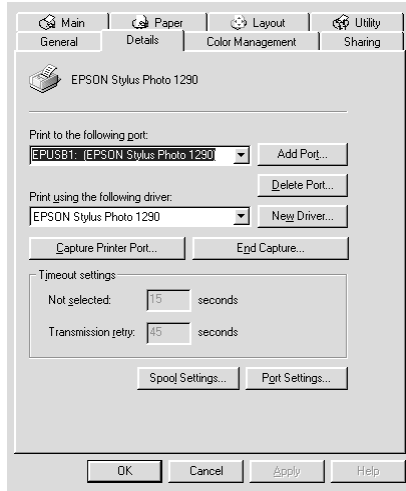 Main Paper Layout Utility
General Details Color Management Sharing
EPSON Stylus Photo 1290
Print to the following port:
EPUSB1: (EPSON Stylus Photo 1290) Add Port...
Delete Port...
Print using the following driver:
EPSON Stylus Photo 1290 New Driver...
Capture Printer Port... End Capture...
Timeout settings
Not selected: 15 seconds
Transmission retry: 45 seconds
Spool Settings... Port Settings...
OK Cancel Apply Help